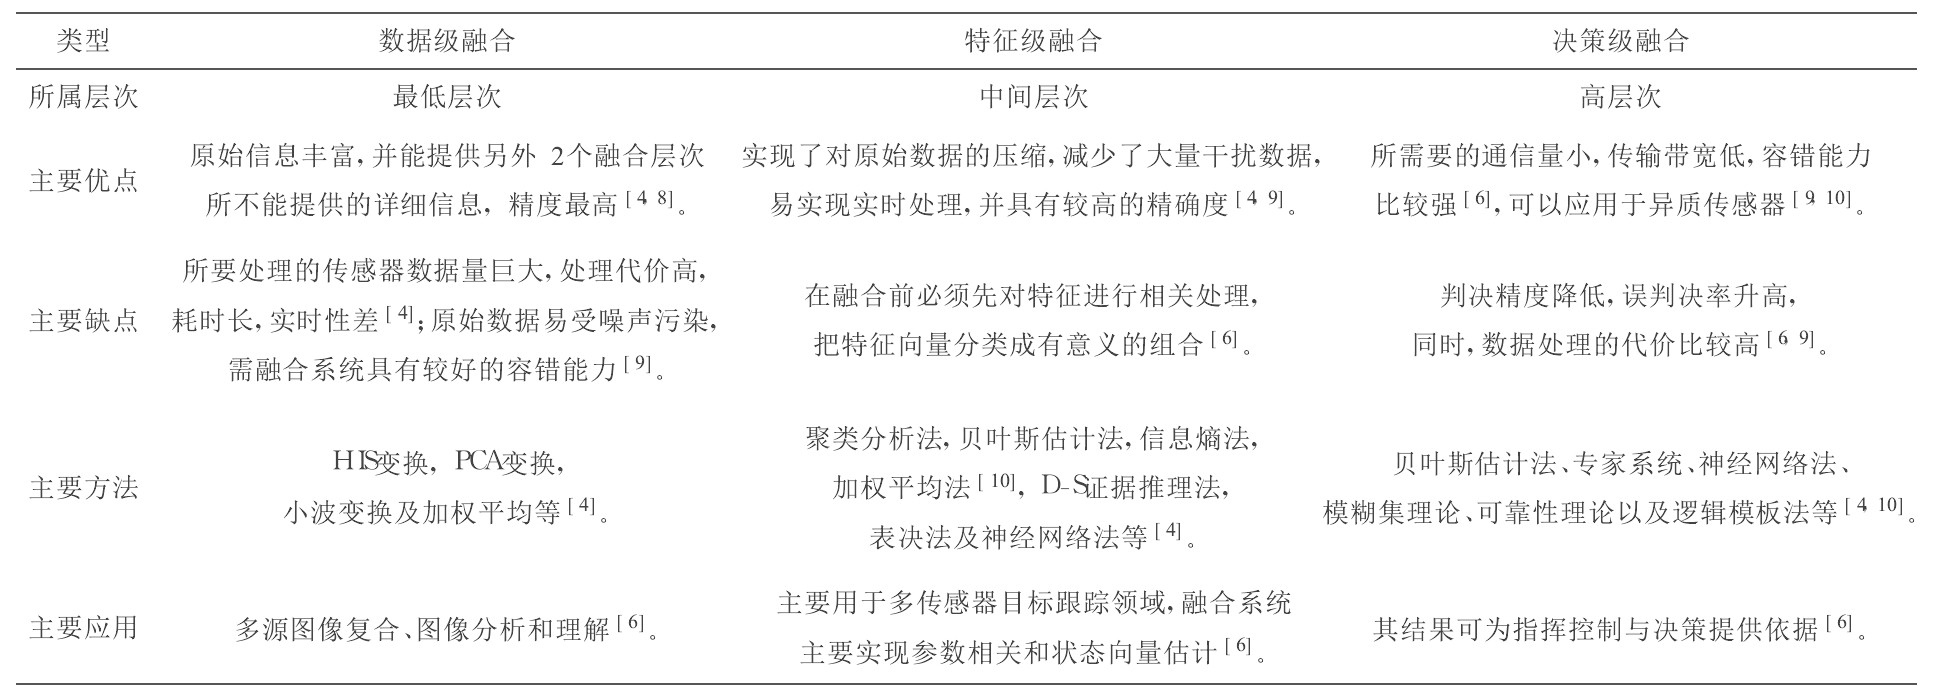 类型 数据级融合 特征级融合 决策级融合
所属层次 最低层次 中间层次 高层次
主要优点
原始信息丰富,并能提供另外 2个融合层次
所不能提供的详细信息, 精度最高[4, 8]。
实现了对原始数据的压缩,减少了大量干扰数据,
易实现实时处理,并具有较高的精确度[4, 9]。
所需要的通信量小,传输带宽低,容错能力
比较强[6],可以应用于异质传感器[9, 10]。
主要缺点
所要处理的传感器数据量巨大,处理代价高,
耗时长,实时性差[4];原始数据易受噪声污染,
需融合系统具有较好的容错能力[9]。
在融合前必须先对特征进行相关处理,
把特征向量分类成有意义的组合[6]。
判决精度降低,误判决率升高,
同时,数据处理的代价比较高[6, 9]。
主要方法
HIS变换, PCA变换,
小波变换及加权平均等[4]。
聚类分析法,贝叶斯估计法,信息熵法,
加权平均法[10], D-S证据推理法,
表决法及神经网络法等[4]。
贝叶斯估计法、专家系统、神经网络法、
模糊集理论、可靠性理论以及逻辑模板法等[4, 10]。
主要应用
多源图像复合、图像分析和理解[6]。
主要用于多传感器目标跟踪领域,融合系统
主要实现参数相关和状态向量估计[6]。
其结果可为指挥控制与决策提供依据[6]。